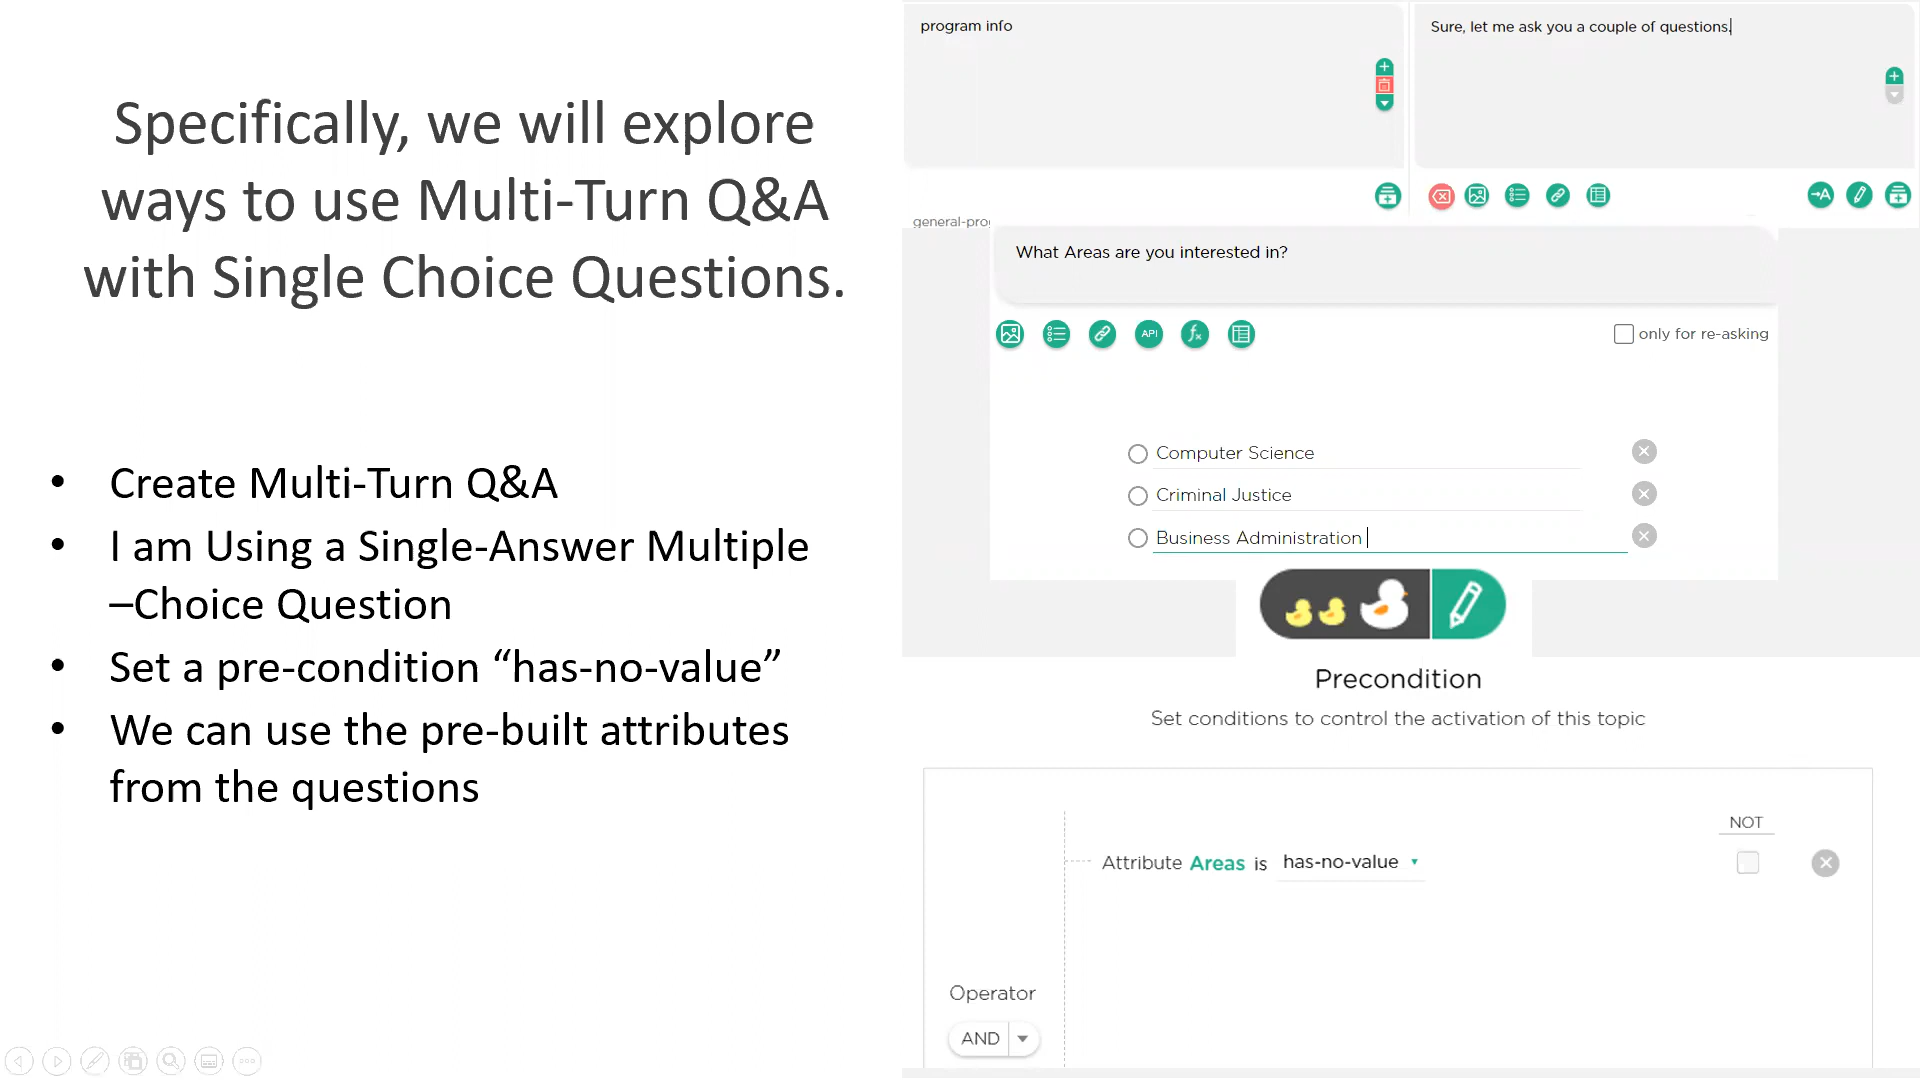 Specifically, we will explore
ways to use Multi-Turn Q&A
with Single Choice Questions.
• Create Multi-Turn Q&A
• I am Using a Single-Answer Multiple
–Choice Question
• Set a pre-condition “has-no-value”
• We can use the pre-built attributes
from the questions
program info
Sure, let me ask you a couple of questions.
general-pro
What Areas are you interested in?
API
fx
only for re-asking
Computer Science
Criminal Justice
Business Administration
Precondition
Set conditions to control the activation of this topic
NOT
Attribute Areas is has-no-value
Operator
AND